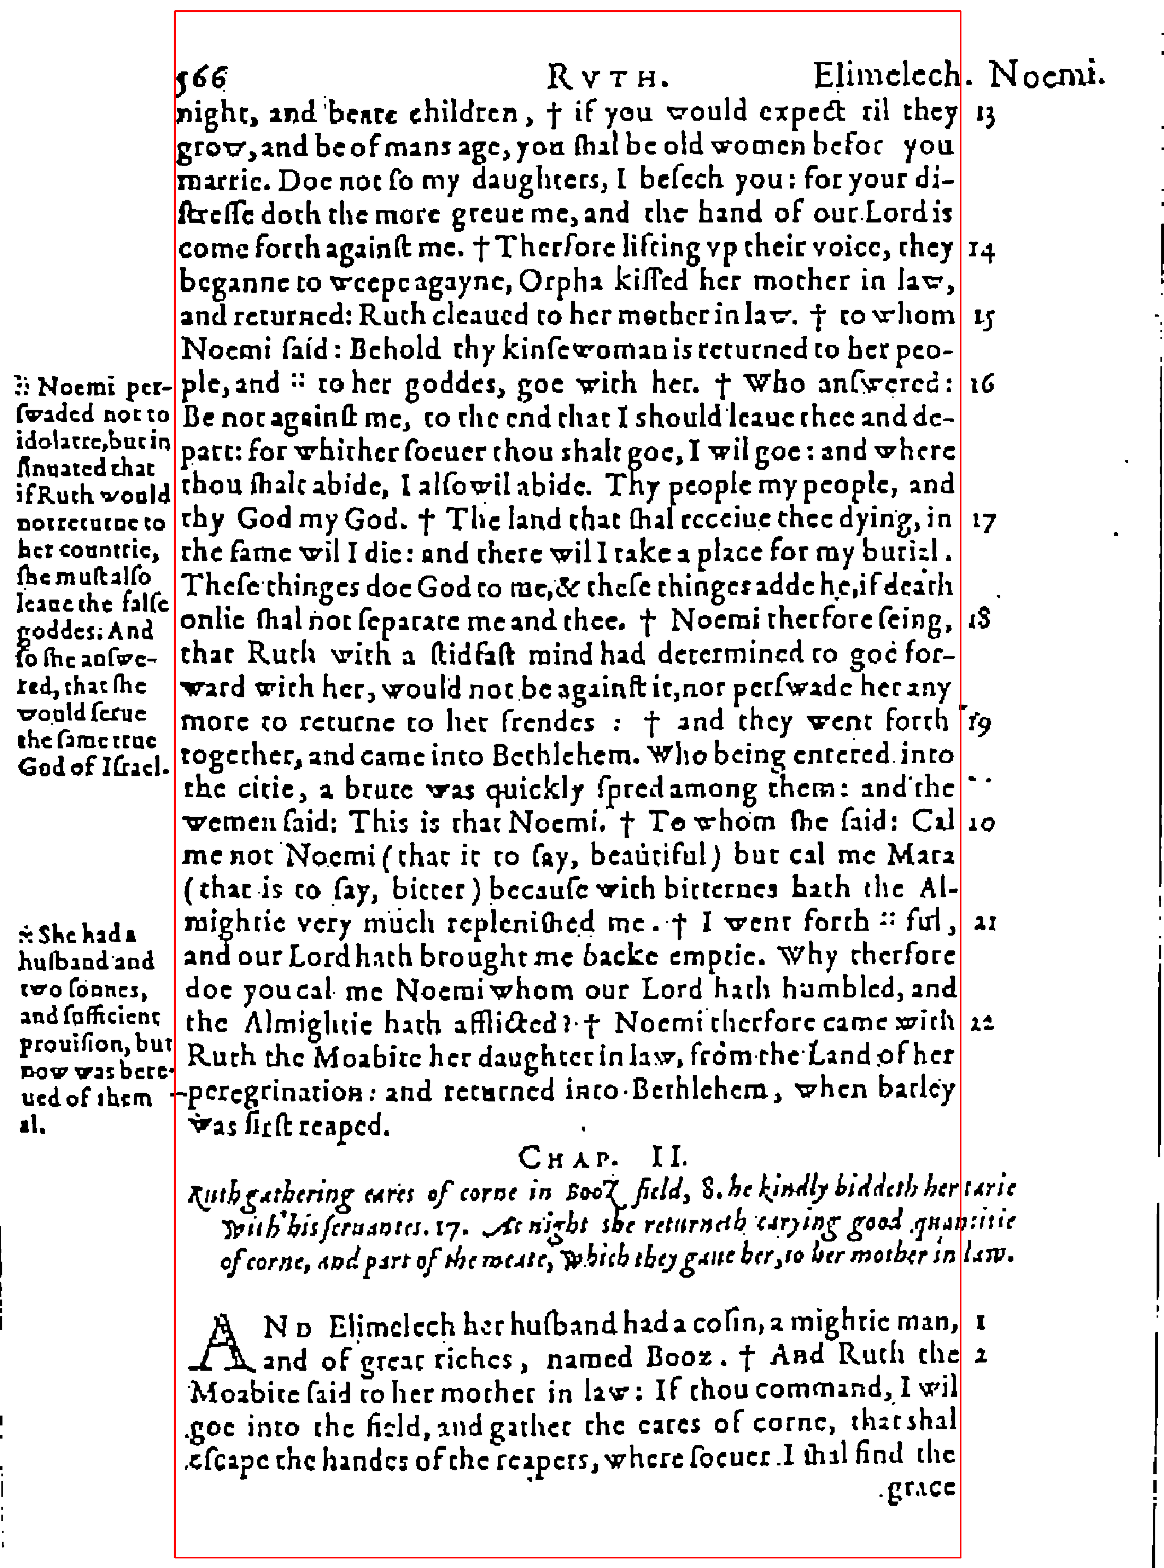 566 RVTH. Elimelech. Noemi.
night, and beare children, † if you would expect til they 13
grow, and be of mans age, you ſhal be old women befor you
marrie. Doe not ſo my daughters, I beſech you: for your di-
ſtreſſe doth the more greue me, and the hand of our Lord is
come forth againſt me. † Therfore lifting vp their voice, they 14
beganne to weepe agayne, Orpha kiſſed her mother in law,
and returned: Ruth cleaued to her mother in law. † to whom 15
Noemi ſaid: Behold thy kinſewoman is returned to her peo-
ple, and :: to her goddes, goe with her. † Who anſwered: 16
Be not againſt me, to the end that I should leaue thee and de-
part: for whither ſoeuer thou shalt goe, I wil goe: and where
thou ſhalt abide, I alſo wil abide. Thy people my people, and
thy God my God. † The land that ſhal receiue thee dying, in 17
the ſame wil I die: and there wil I take a place for my burial.
Theſe thinges doe God to me, & theſe thinges adde he, if death
onlie ſhal not ſeparate me and thee. † Noemi therfore ſeing, 18
that Ruth with a ſtidfaſt mind had determined to goe for-
ward with her, would not be againſt it, nor perſwade her any
more to returne to her frendes : † and they went forth 19
together, and came into Bethlehem. Who being entered into
the citie, a brute was quickly ſpred among them: and the
wemen ſaid: This is that Noemi. † To whom ſhe ſaid: Cal 20
me not Noemi (that it to ſay, beautiful) but cal me Mara
(that is to ſay, bitter) becauſe with bitternes hath the Al-
mightie very much repleniſhed me. † I went forth :: ful, 21
and our Lord hath brought me backe emptie. Why therfore
doe you cal me Noemi whom our Lord hath humbled, and
the Almightie hath afflicted? † Noemi therfore came with 22
Ruth the Moabite her daughter in law, from the Land of her
peregrination: and returned into Bethlehem, when barley
was firſt reaped.
:: Noemi per-
ſwaded not to
idolatre, but in
ſinuated that
if Ruth would
not returne to
her countrie,
ſhe muſt alſo
leaue the falſe
goddes: And
ſo ſhe anſwe-
red, that ſhe
would ſerue
the ſame true
God of Iſrael.
:: She had a
huſband and
two ſonnes,
and ſufficient
prouiſion, but
now was bere-
ued of them
al.
CHAP. II.
Ruth gathering eares of corne in Booz field, 8. he kindly biddeth her tarie
with his ſeruantes. 17. At night she returneth carying good quantitie
of corne, and part of the meate, which they gaue her, to her mother in law.
AND Elimelech her huſband had a coſin, a mightie man, 1
and of great riches, named Booz. † And Ruth the 2
Moabite ſaid to her mother in law: If thou command, I wil
goe into the field, and gather the eares of corne, that shal
eſcape the handes of the reapers, where ſoeuer I ſhal find the
grace